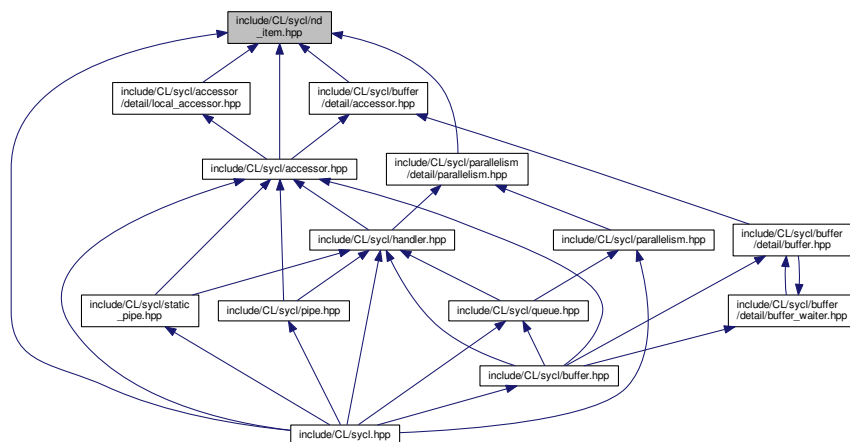 include/CL/sycl/nd
_item.hpp
include/CL/sycl/accessor
/detail/local_accessor.hpp
include/CL/sycl/buffer
/detail/accessor.hpp
include/CL/sycl/accessor.hpp
include/CL/sycl/parallelism
/detail/parallelism.hpp
include/CL/sycl/handler.hpp
include/CL/sycl/parallelism.hpp
include/CL/sycl/buffer
/detail/buffer.hpp
include/CL/sycl/static
_pipe.hpp
include/CL/sycl/pipe.hpp
include/CL/sycl/queue.hpp
include/CL/sycl/buffer
/detail/buffer_waiter.hpp
include/CL/sycl/buffer.hpp
include/CL/sycl.hpp